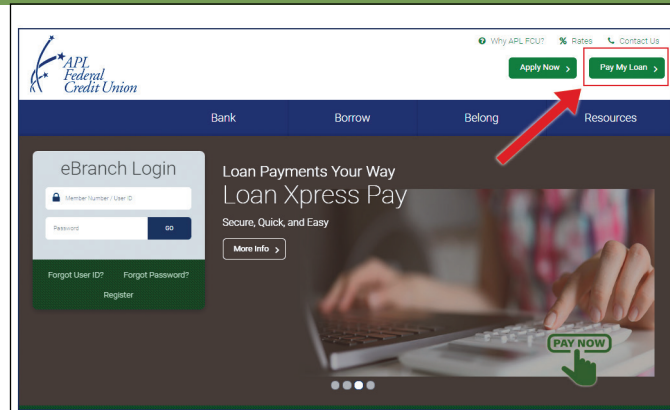 APL
Federal
Credit Union
Why APL FCU? % Rates Contact Us
Apply Now > Pay My Loan >
Bank Borrow Belong Resources
eBranch Login
Member Number / User ID
Password GO
Forgot User ID? Forgot Password?
Register
Loan Payments Your Way
Loan Xpress Pay
Secure, Quick, and Easy
More Info >
PAY NOW